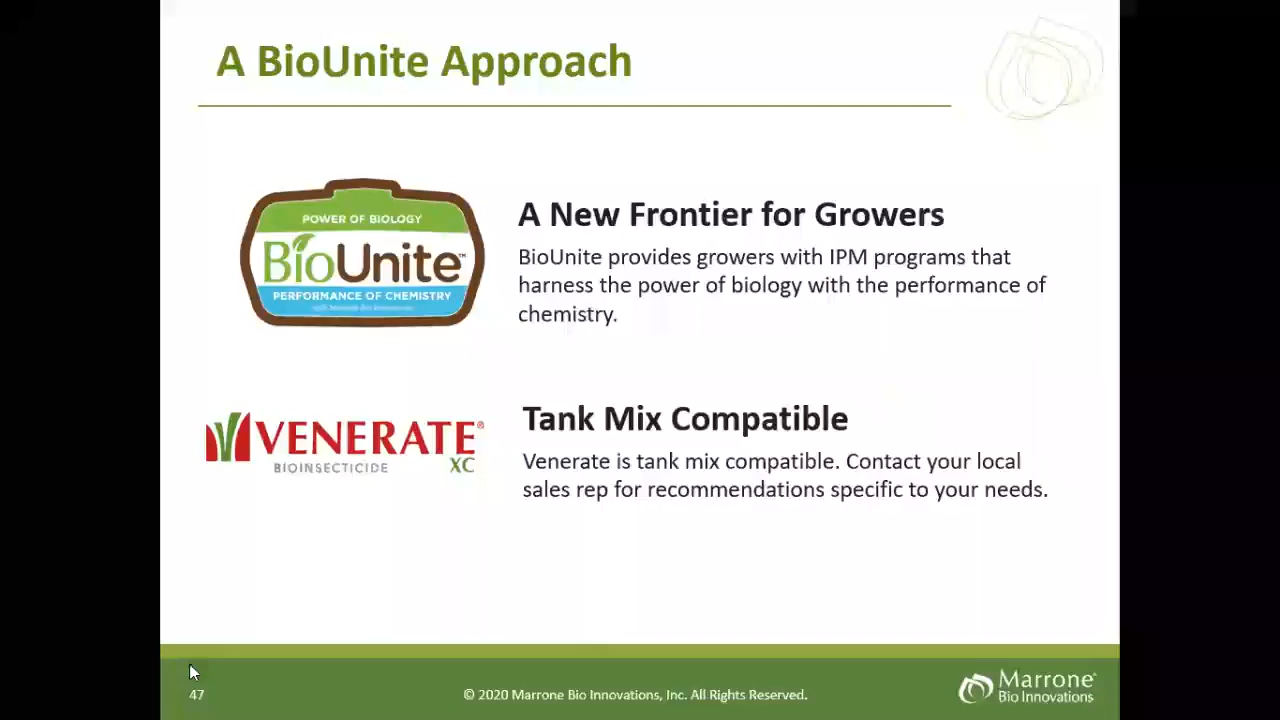 A BioUnite Approach
POWER OF BIOLOGY
BioUnite™
PERFORMANCE OF CHEMISTRY
A New Frontier for Growers
BioUnite provides growers with IPM programs that
harness the power of biology with the performance of
chemistry.
VENERATE®
BIOINSECTICIDE XC
Tank Mix Compatible
Venerate is tank mix compatible. Contact your local
sales rep for recommendations specific to your needs.
47
© 2020 Marrone Bio Innovations, Inc. All Rights Reserved.
Marrone®
Bio Innovations